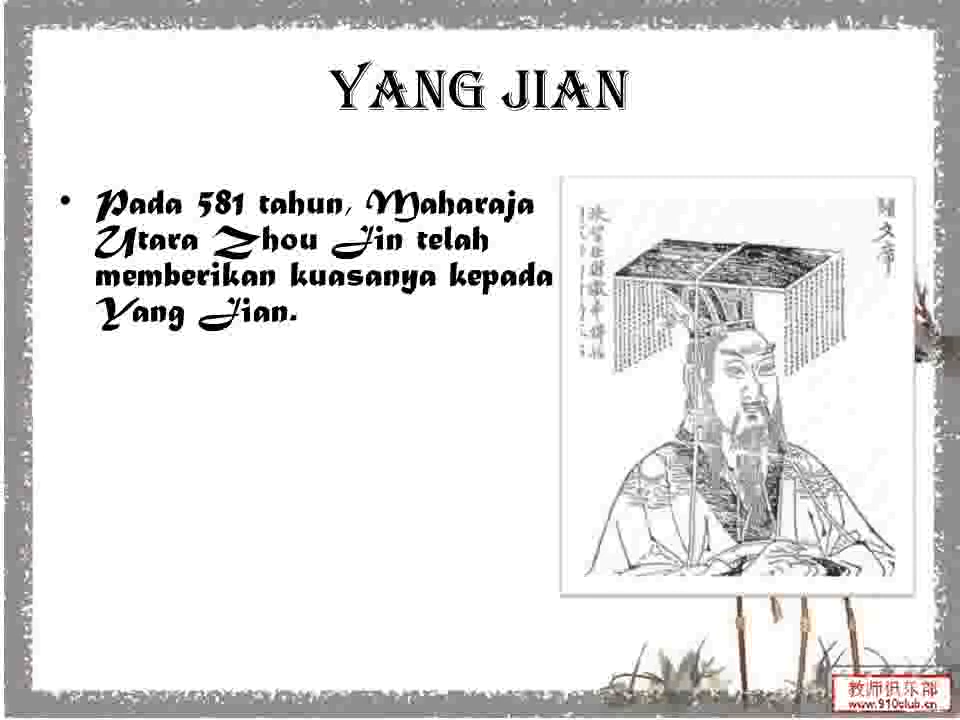 YANG JIAN
• Pada 581 tahun, Maharaja
Utara Zhou Jin telah
memberikan kuasanya kepada
Yang Jian.
隋文帝
教师俱乐部
www.910club.cn